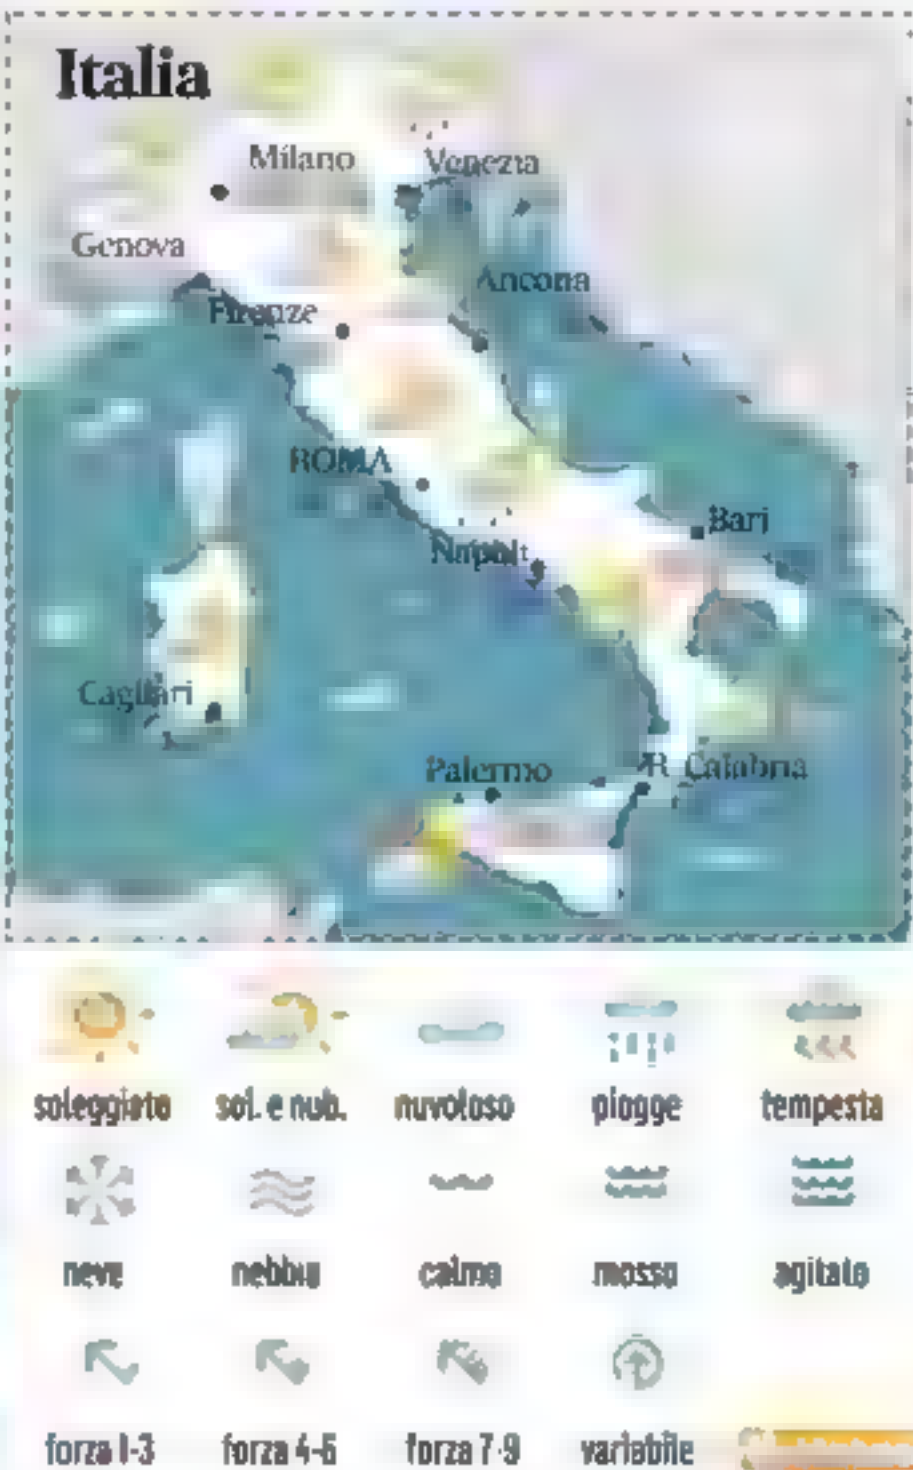 Italia
Milano
Venezia
Genova
Ancona
Firenze
ROMA
Bari
Napoli
Cagliari
Palermo
R. Calabria
soleggiato sol. e nub. nuvoloso piogge tempesta
neve nebbia calmo mosso agitato
forza 1-3 forza 4-6 forza 7-9 variabile